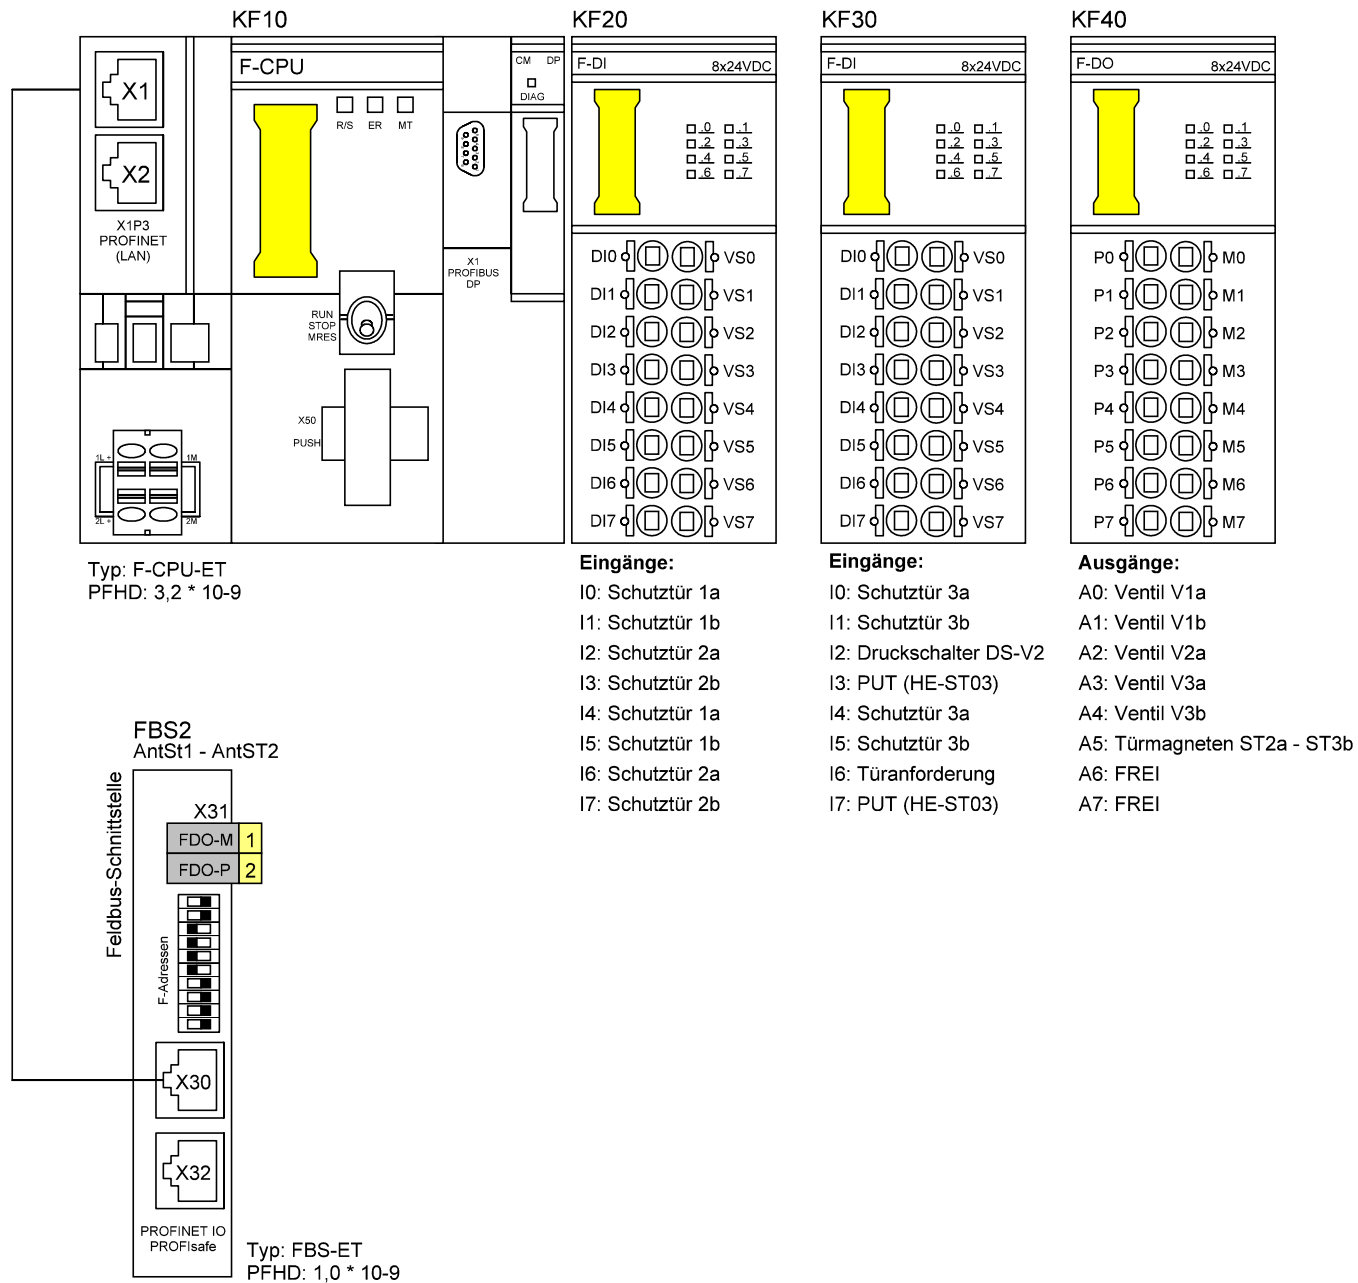 KF10
KF20
KF30
KF40
X1
X2
X1P3
PROFINET
(LAN)
F-CPU
R/S ER MT
X1
PROFIBUS
DP
CM DP
DIAG
RUN
STOP
MRES
X50
PUSH
1L + 1M
2L + 2M
Typ: F-CPU-ET
PFHD: 3,2 * 10-9
F-DI 8x24VDC
.0 .1
.2 .3
.4 .5
.6 .7
DI0 VS0
DI1 VS1
DI2 VS2
DI3 VS3
DI4 VS4
DI5 VS5
DI6 VS6
DI7 VS7
Eingänge:
I0: Schutztür 1a
I1: Schutztür 1b
I2: Schutztür 2a
I3: Schutztür 2b
I4: Schutztür 1a
I5: Schutztür 1b
I6: Schutztür 2a
I7: Schutztür 2b
F-DI 8x24VDC
.0 .1
.2 .3
.4 .5
.6 .7
DI0 VS0
DI1 VS1
DI2 VS2
DI3 VS3
DI4 VS4
DI5 VS5
DI6 VS6
DI7 VS7
Eingänge:
I0: Schutztür 3a
I1: Schutztür 3b
I2: Druckschalter DS-V2
I3: PUT (HE-ST03)
I4: Schutztür 3a
I5: Schutztür 3b
I6: Türanforderung
I7: PUT (HE-ST03)
F-DO 8x24VDC
.0 .1
.2 .3
.4 .5
.6 .7
P0 M0
P1 M1
P2 M2
P3 M3
P4 M4
P5 M5
P6 M6
P7 M7
Ausgänge:
A0: Ventil V1a
A1: Ventil V1b
A2: Ventil V2a
A3: Ventil V3a
A4: Ventil V3b
A5: Türmagneten ST2a - ST3b
A6: FREI
A7: FREI
FBS2
AntSt1 - AntST2
Feldbus-Schnittstelle
X31
FDO-M 1
FDO-P 2
F-Adressen
X30
X32
PROFINET IO
PROFIsafe
Typ: FBS-ET
PFHD: 1,0 * 10-9